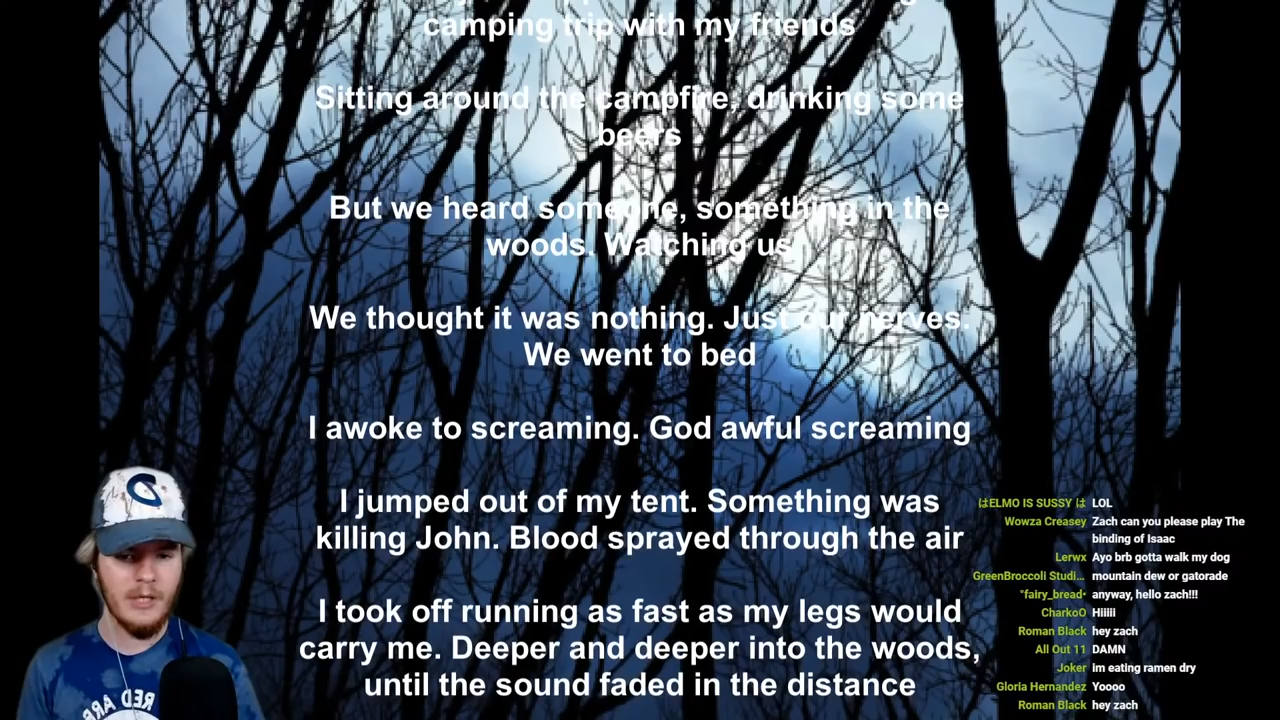 camping trip with my friends
Sitting around the campfire, drinking some
beers
But we heard someone, something in the
woods. Watching us
We thought it was nothing. Just our nerves.
We went to bed
I awoke to screaming. God awful screaming
I jumped out of my tent. Something was
killing John. Blood sprayed through the air
I took off running as fast as my legs would
carry me. Deeper and deeper into the woods,
until the sound faded in the distance
はELMO IS SUSSY は LOL
Wowza Creasey Zach can you please play The
binding of Isaac
Lerwx Ayo brb gotta walk my dog
GreenBroccoli Studi... mountain dew or gatorade
*fairy_bread• anyway, hello zach!!!
CharkoO Hiiiii
Roman Black hey zach
All Out 11 DAMN
Joker im eating ramen dry
Gloria Hernandez Yoooo
Roman Black hey zach